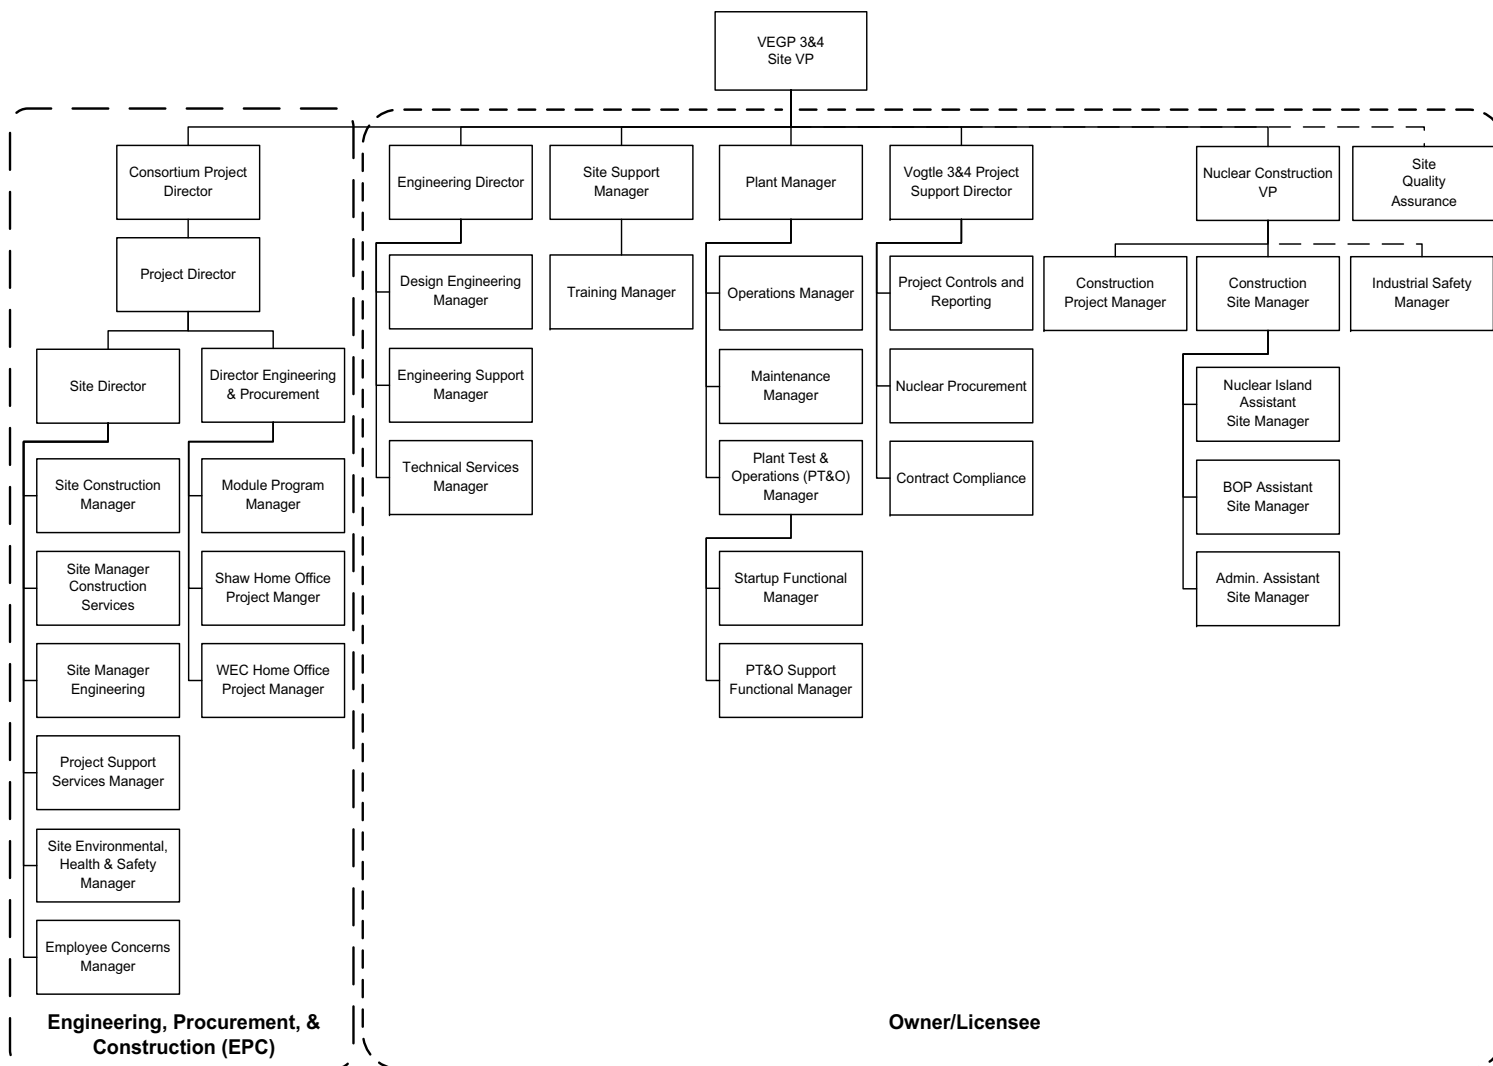 VEGP 3&4
Site VP
Consortium Project
Director
Engineering Director
Site Support
Manager
Plant Manager
Vogtle 3&4 Project
Support Director
Nuclear Construction
VP
Site
Quality
Assurance
Project Director
Design Engineering
Manager
Training Manager
Operations Manager
Project Controls and
Reporting
Construction
Project Manager
Construction
Site Manager
Industrial Safety
Manager
Site Director
Director Engineering
& Procurement
Engineering Support
Manager
Maintenance
Manager
Nuclear Procurement
Nuclear Island
Assistant
Site Manager
Site Construction
Manager
Module Program
Manager
Technical Services
Manager
Plant Test &
Operations (PT&O)
Manager
Contract Compliance
BOP Assistant
Site Manager
Site Manager
Construction
Services
Shaw Home Office
Project Manger
Startup Functional
Manager
Admin. Assistant
Site Manager
Site Manager
Engineering
WEC Home Office
Project Manager
PT&O Support
Functional Manager
Project Support
Services Manager
Site Environmental,
Health & Safety
Manager
Employee Concerns
Manager
Engineering, Procurement, &
Construction (EPC)
Owner/Licensee